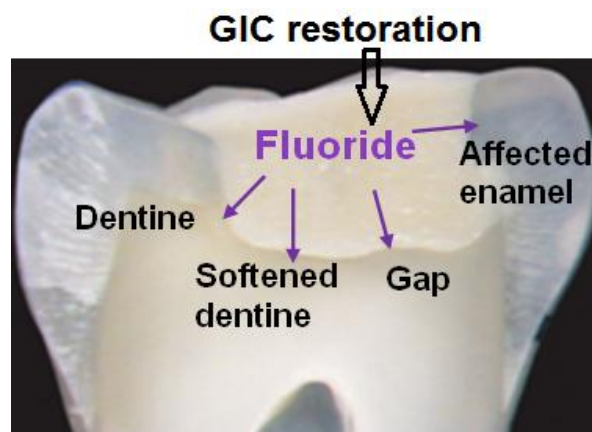 GIC restoration
Fluoride
Affected
enamel
Dentine
Softened
dentine
Gap